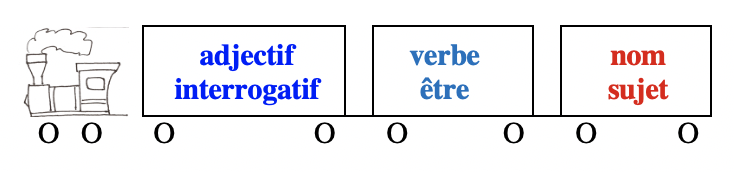 adjectif verbe nom
interrogatif être sujet
O O O O O O O O